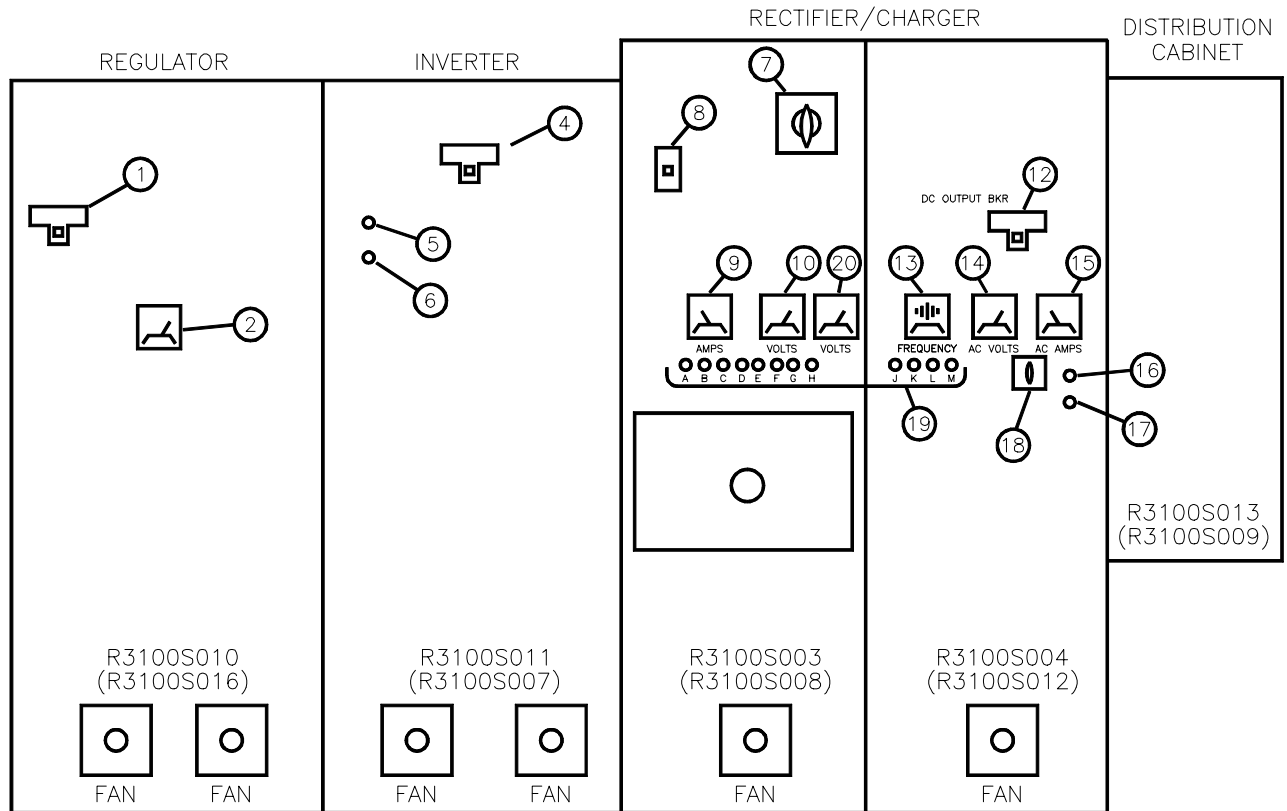 RECTIFIER/CHARGER
DISTRIBUTION
CABINET
REGULATOR
INVERTER
7
8
4
1
12
DC OUTPUT BKR
5
9
10
20
13
14
15
6
2
AMPS
VOLTS
VOLTS
FREQUENCY
AC VOLTS
AC AMPS
A B C D E F G H
J K L M
16
19
18
17
R3100S013
(R3100S009)
R3100S010
(R3100S016)
R3100S011
(R3100S007)
R3100S003
(R3100S008)
R3100S004
(R3100S012)
FAN
FAN
FAN
FAN
FAN
FAN